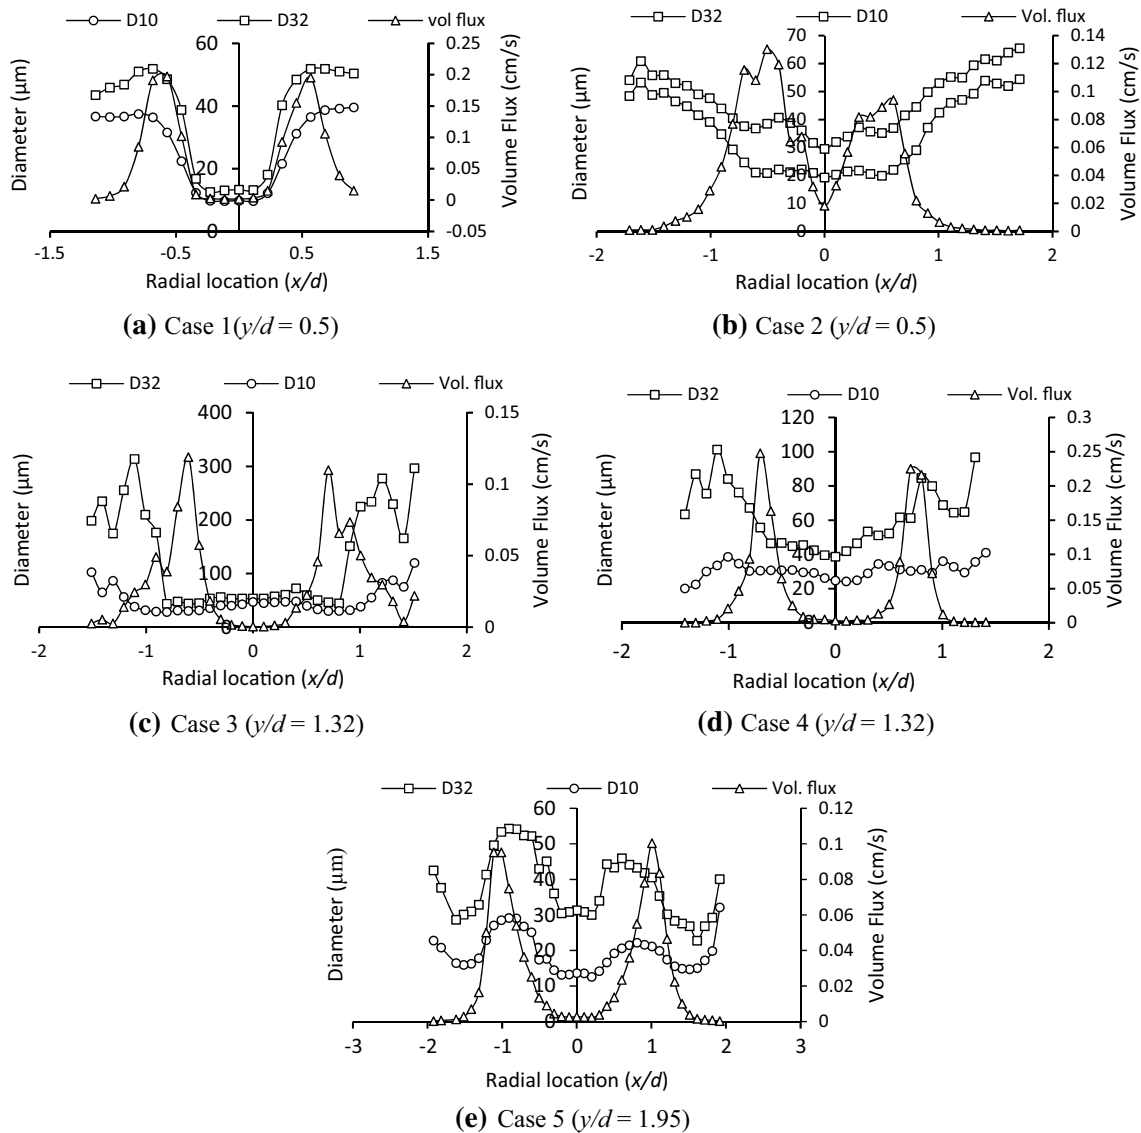 D10 D32 vol flux
60 0.25
40 0.2
20 0.15
0 0.1
0.05
0
-0.05
-1.5 -0.5 0.5 1.5
Diameter (µm)
Volume Flux (cm/s)
Radial location (x/d)
(a) Case 1(y/d = 0.5)
D32 D10 Vol. flux
70 0.14
60 0.12
50 0.1
40 0.08
30 0.06
20 0.04
10 0.02
0 0
-2 -1 0 1 2
Diameter (µm)
Volume Flux (cm/s)
Radial location (x/d)
(b) Case 2 (y/d = 0.5)
D32 D10 Vol. flux
400 0.15
300 0.1
200 0.05
100 0
0
-2 -1 0 1 2
Diameter (µm)
Volume Flux (cm/s)
Radial location (x/d)
(c) Case 3 (y/d = 1.32)
D32 D10 Vol. flux
120 0.3
100 0.25
80 0.2
60 0.15
40 0.1
20 0.05
0 0
-2 -1 0 1 2
Diameter (µm)
Volume Flux (cm/s)
Radial location (x/d)
(d) Case 4 (y/d = 1.32)
D32 D10 Vol. flux
60 0.12
50 0.1
40 0.08
30 0.06
20 0.04
10 0.02
0 0
-3 -2 -1 0 1 2 3
Diameter (µm)
Volume Flux (cm/s)
Radial location (x/d)
(e) Case 5 (y/d = 1.95)